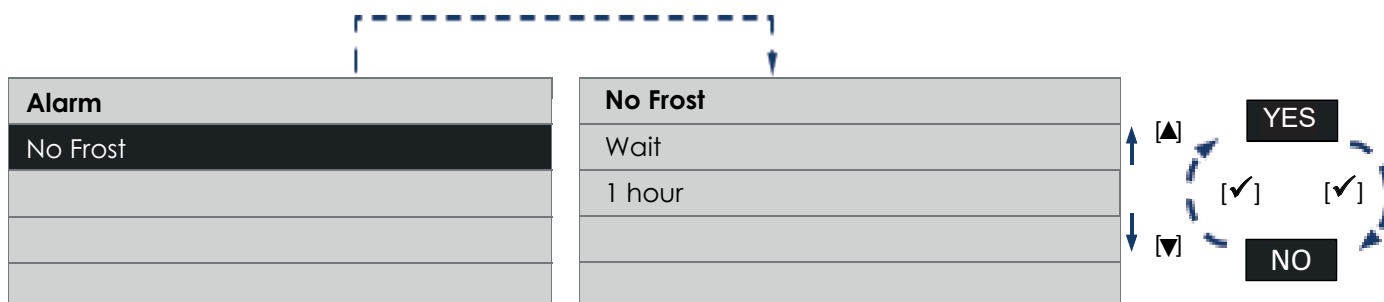 Alarm
No Frost
No Frost
Wait
1 hour
[▲]
[▼]
YES
[✓] [✓]
NO